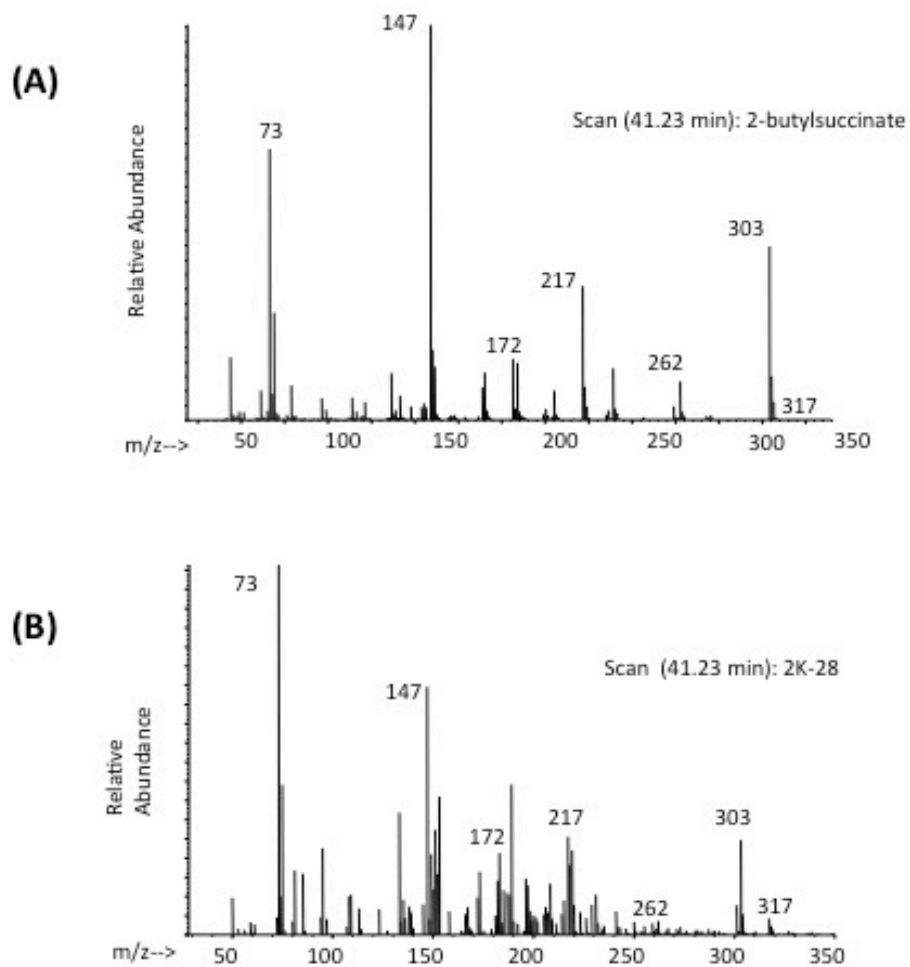 (A)
Relative Abundance
147
73
Scan (41.23 min): 2-butylsuccinate
303
217
172
262
317
m/z-->
50 100 150 200 250 300 350
(B)
Relative
Abundance
73
Scan (41.23 min): 2K-28
147
217
303
172
262
317
m/z-->
50 100 150 200 250 300 350